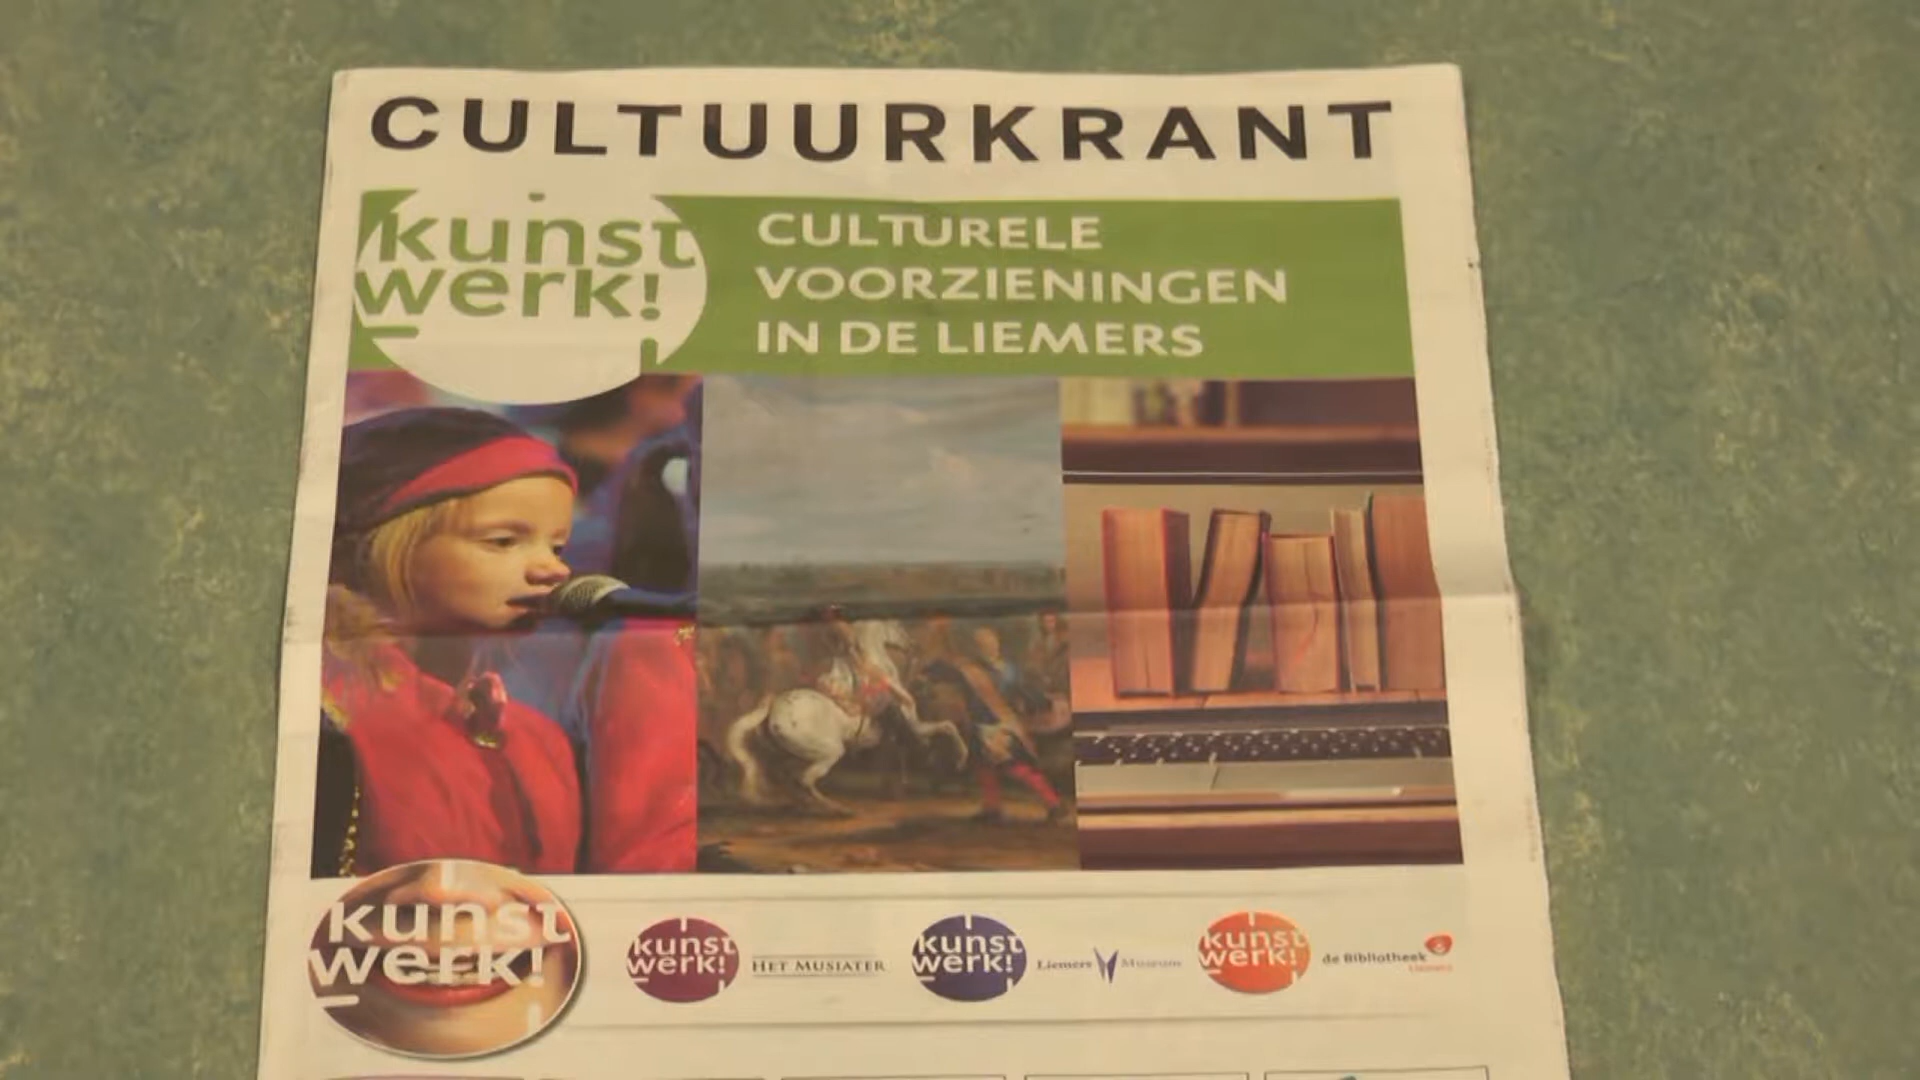 CULTUURKRANT
kunst
werk!
CULTURELE
VOORZIENINGEN
IN DE LIEMERS
kunst
werk!
kunst
werk!
HET MUSIATER
kunst
werk!
Liemers Museum
kunst
werk!
de Bibliotheek
Liemers